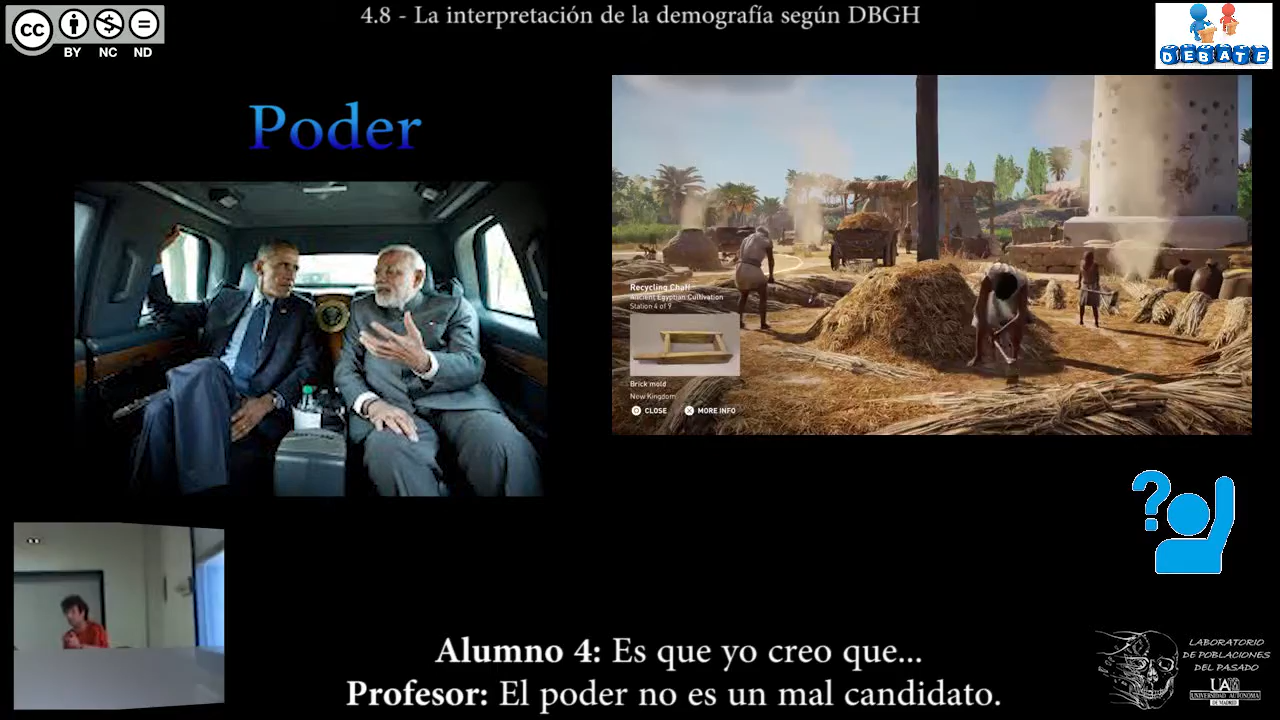 4.8 - La interpretación de la demografía según DBGH
cc
BY NC ND
DEBATE
Poder
Recycling Chaff
Ancient Egyptian Cultivation
Station 4 of 9
Brick mold
New Kingdom
CLOSE MORE INFO
Alumno 4: Es que yo creo que...
Profesor: El poder no es un mal candidato.
LABORATORIO
DE POBLACIONES
DEL PASADO
UAM
UNIVERSIDAD AUTONOMA
DE MADRID